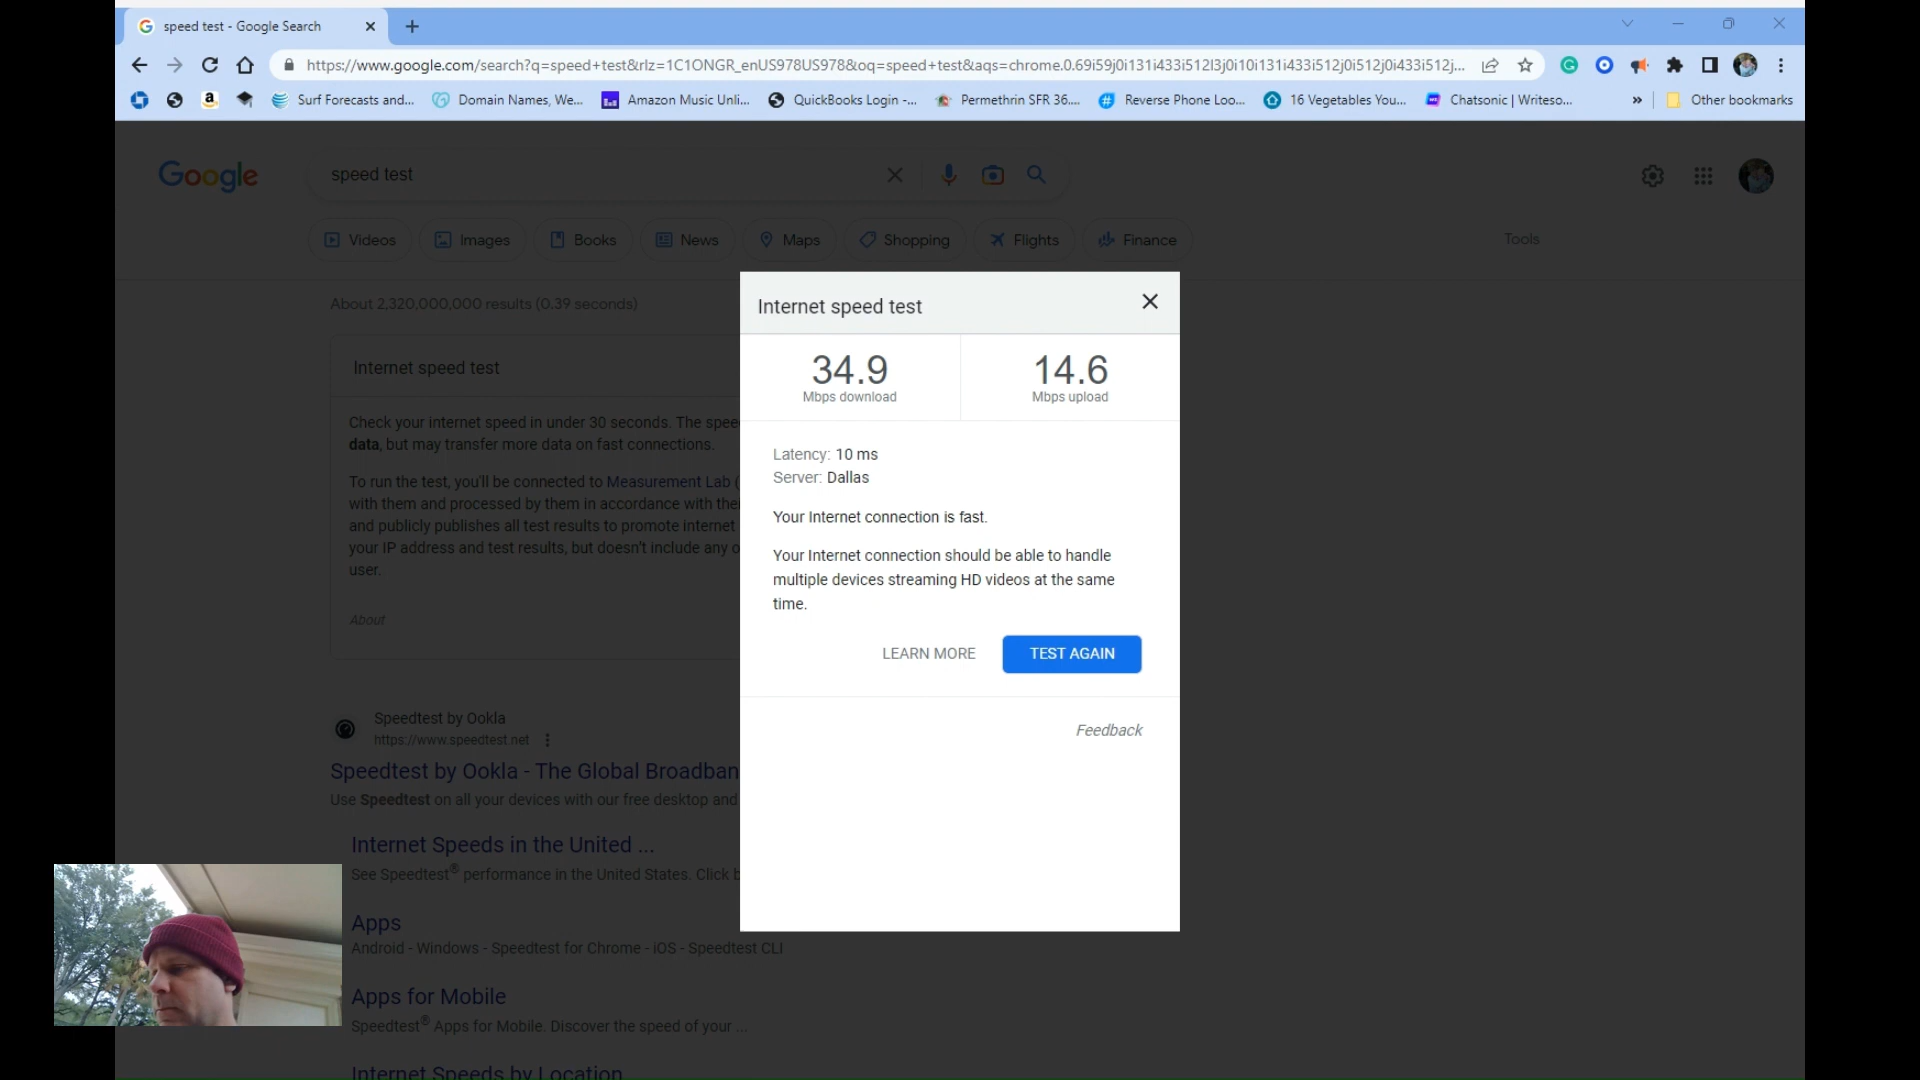 speed test - Google Search
https://www.google.com/search?q=speed+test&rlz=1C1ONGR_enUS978US978&oq=speed+test&aqs=chrome.0.69i59j0i131i433i512l3j0i10i131i433i512j0i512j0i433i512j...
Surf Forecasts and... Domain Names, We... Amazon Music Unli... QuickBooks Login -... Permethrin SFR 36.... Reverse Phone Loo... 16 Vegetables You... Chatsonic | Writeso... » Other bookmarks
Google speed test
Videos Images Books News Maps Shopping Flights Finance Tools
About 2,320,000,000 results (0.39 seconds)
Internet speed test
Check your internet speed in under 30 seconds. The spee
data, but may transfer more data on fast connections.
To run the test, you'll be connected to Measurement Lab (
with them and processed by them in accordance with thei
and publicly publishes all test results to promote internet
your IP address and test results, but doesn't include any o
user.
About
Internet speed test
34.9 14.6
Mbps download Mbps upload
Latency: 10 ms
Server: Dallas
Your Internet connection is fast.
Your Internet connection should be able to handle
multiple devices streaming HD videos at the same
time.
LEARN MORE TEST AGAIN
Feedback
Speedtest by Ookla
https://www.speedtest.net
Speedtest by Ookla - The Global Broadban
Use Speedtest on all your devices with our free desktop and
Internet Speeds in the United ...
See Speedtest® performance in the United States. Click b
Apps
Android - Windows - Speedtest for Chrome - iOS - Speedtest CLI
Apps for Mobile
Speedtest® Apps for Mobile. Discover the speed of your ...
Internet Speeds by Location